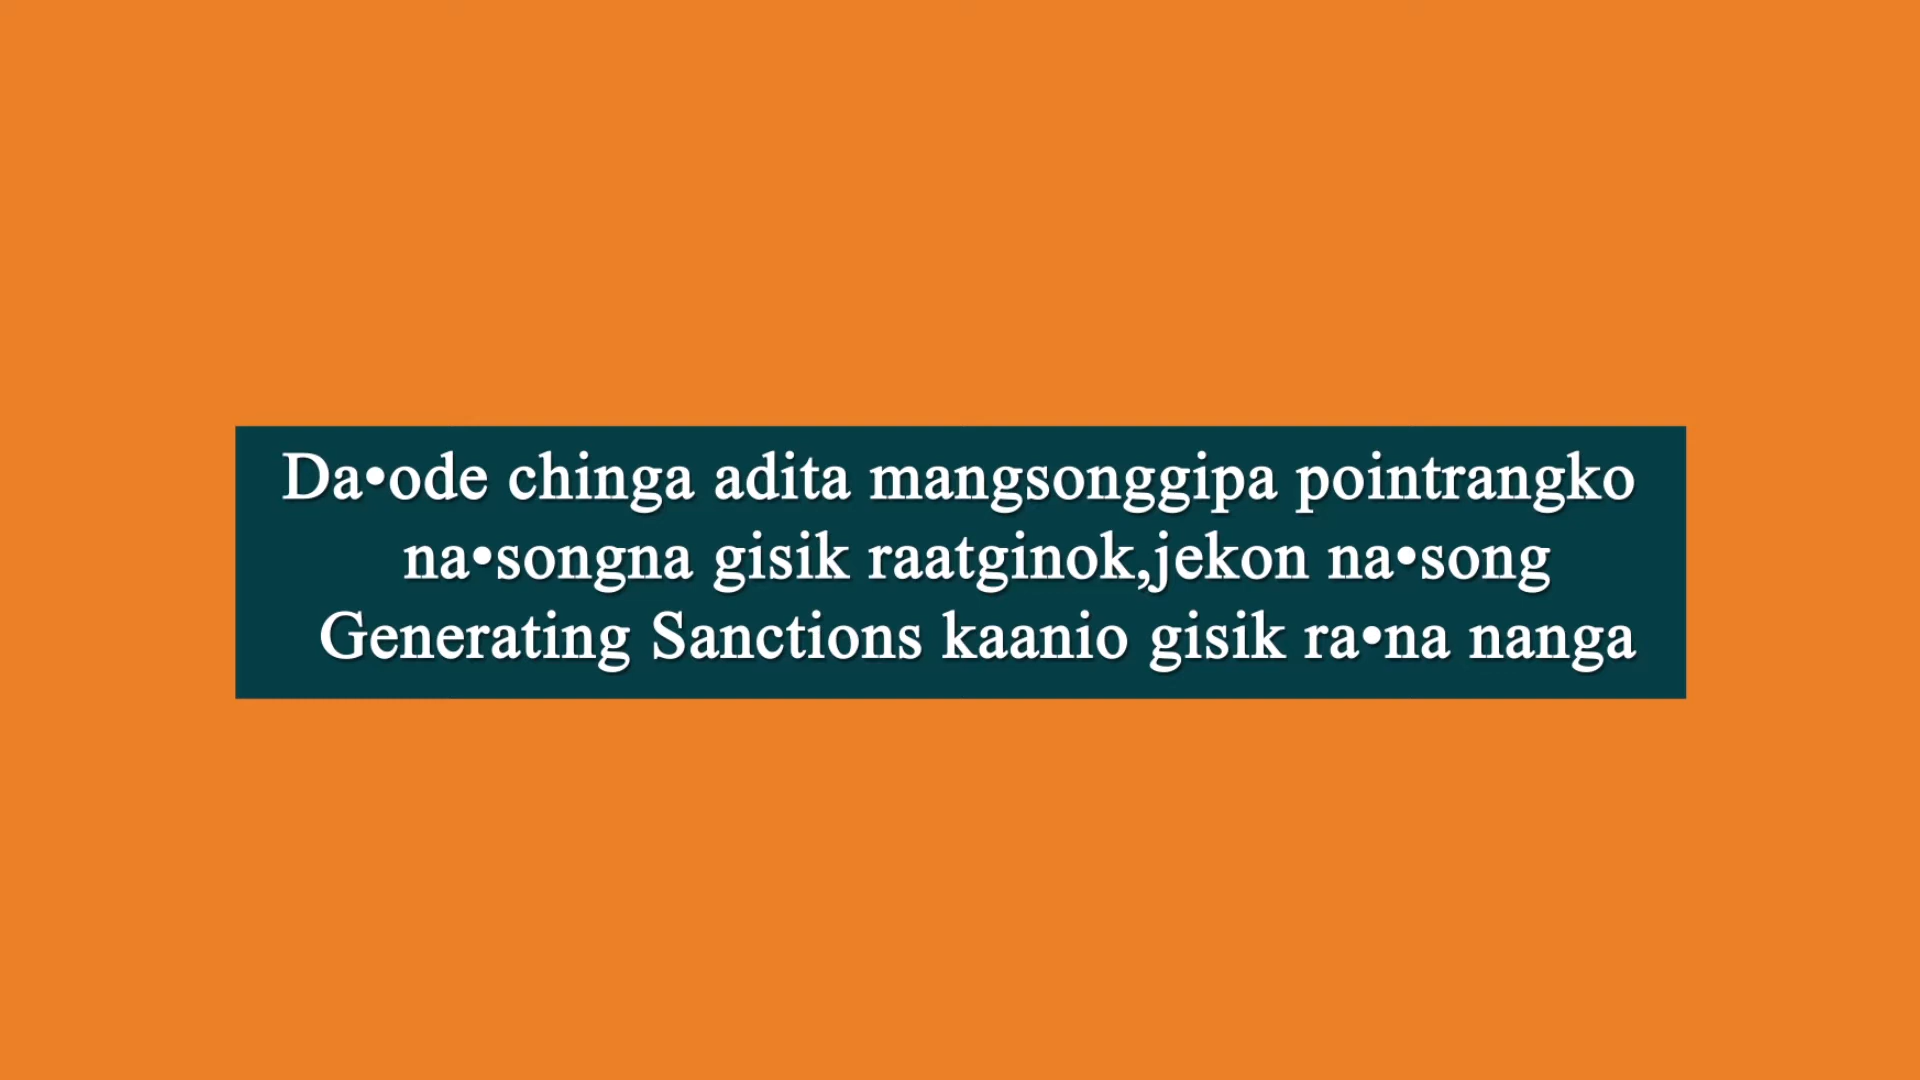 Da•ode chinga adita mangsonggipa pointrangko
na•songna gisik raatginok,jekon na•song
Generating Sanctions kaanio gisik ra•na nanga